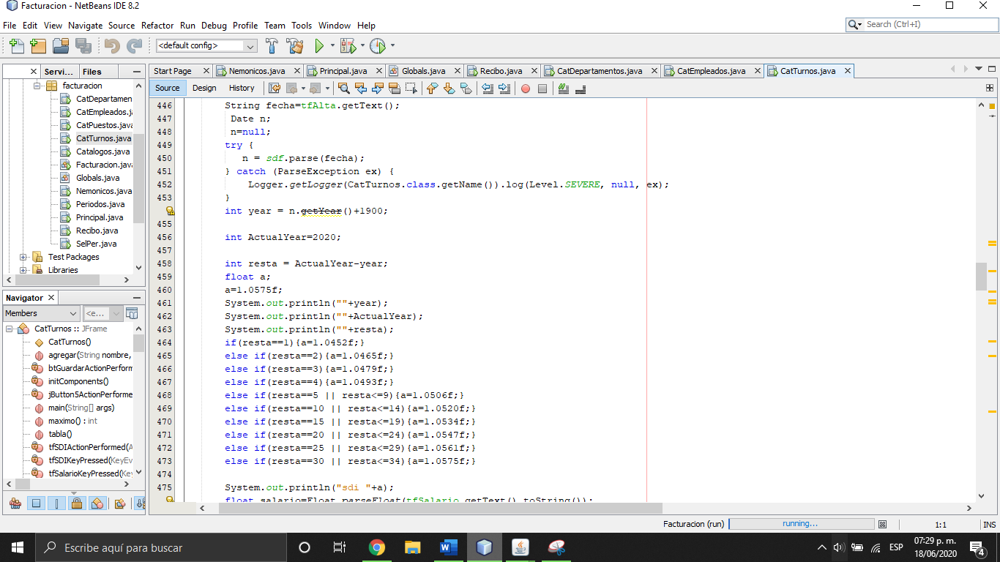 Facturacion - NetBeans IDE 8.2
File Edit View Navigate Source Refactor Run Debug Profile Team Tools Window Help
Search (Ctrl+I)
<default config>
Servi... Files
Start Page Nemonicos.java Principal.java Globals.java Recibo.java CatDepartamentos.java CatEmpleados.java CatTurnos.java
Source Design History
facturacion
CatDepartamen
CatEmpleados.ja
CatPuestos.java
CatTurnos.java
Catalogos.java
Facturacion.java
Globals.java
Nemonicos.java
Periodos.java
Principal.java
Recibo.java
SelPer.java
Test Packages
Libraries
Navigator
Members <e...
CatTurnos :: JFrame
CatTurnos()
agregar(String nombre,
btGuardarActionPerform
initComponents()
jButton5ActionPerforme
main(String[] args)
maximo() : int
tabla()
tfSDIActionPerformed(A
tfSDIKeyPressed(KeyEv
tfSalarioKeyPressed(Key
446 String fecha=tfAlta.getText();
447 Date n;
448 n=null;
449 try {
450 n = sdf.parse(fecha);
451 } catch (ParseException ex) {
452 Logger.getLogger(CatTurnos.class.getName()).log(Level.SEVERE, null, ex);
453 }
int year = n.getYear()+1900;
455
456 int ActualYear=2020;
457
458 int resta = ActualYear-year;
459 float a;
460 a=1.0575f;
461 System.out.println(""+year);
462 System.out.println(""+ActualYear);
463 System.out.println(""+resta);
464 if(resta==1){a=1.0452f;}
465 else if(resta==2){a=1.0465f;}
466 else if(resta==3){a=1.0479f;}
467 else if(resta==4){a=1.0493f;}
468 else if(resta==5 || resta<=9){a=1.0506f;}
469 else if(resta==10 || resta<=14){a=1.0520f;}
470 else if(resta==15 || resta<=19){a=1.0534f;}
471 else if(resta==20 || resta<=24){a=1.0547f;}
472 else if(resta==25 || resta<=29){a=1.0561f;}
473 else if(resta==30 || resta<=34){a=1.0575f;}
474
475 System.out.println("sdi "+a);
float salario=Float.parseFloat(tfSalario.getText().toString());
Facturacion (run) running... 1:1 INS
Escribe aquí para buscar
ESP
07:29 p. m.
18/06/2020
4